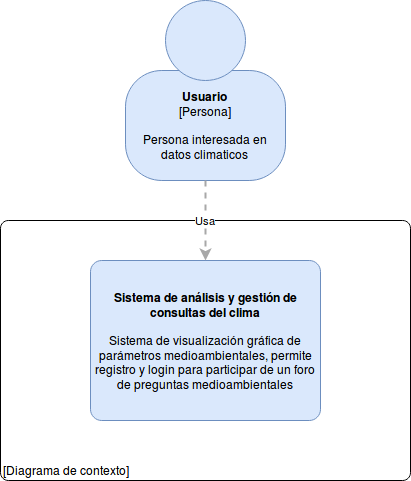 Usuario
[Persona]
Persona interesada en
datos climaticos
Usa
Sistema de análisis y gestión de
consultas del clima
Sistema de visualización gráfica de
parámetros medioambientales, permite
registro y login para participar de un foro
de preguntas medioambientales
[Diagrama de contexto]